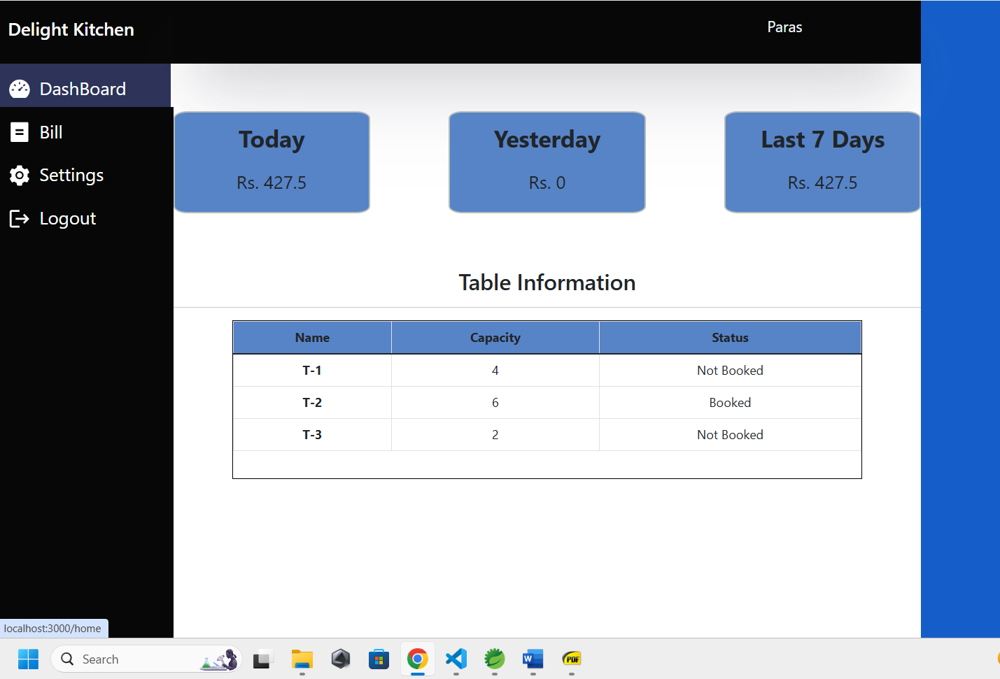 Delight Kitchen
Paras
DashBoard
Bill
Settings
Logout
Today
Rs. 427.5
Yesterday
Rs. 0
Last 7 Days
Rs. 427.5
Table Information
Name Capacity Status
T-1 4 Not Booked
T-2 6 Booked
T-3 2 Not Booked
localhost:3000/home
Search
W
PDF